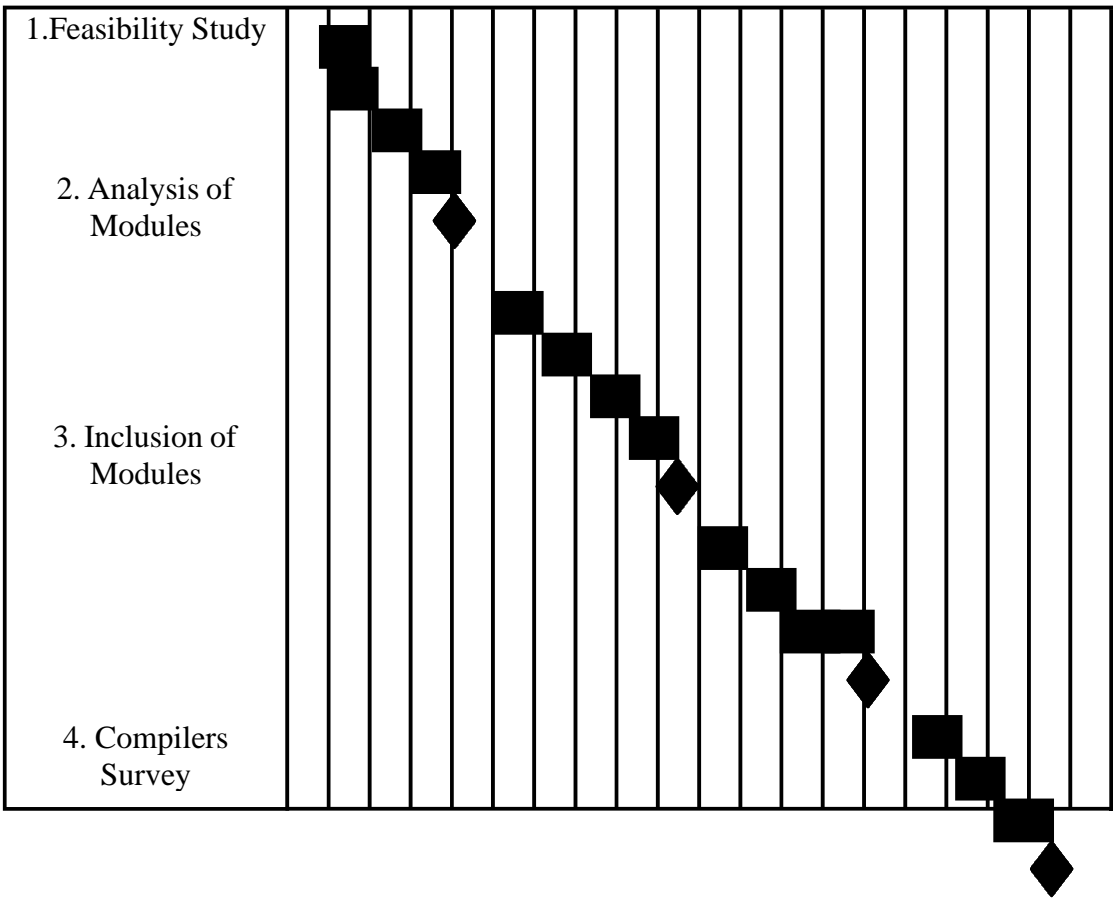 1.Feasibility Study
2. Analysis of
Modules
3. Inclusion of
Modules
4. Compilers
Survey